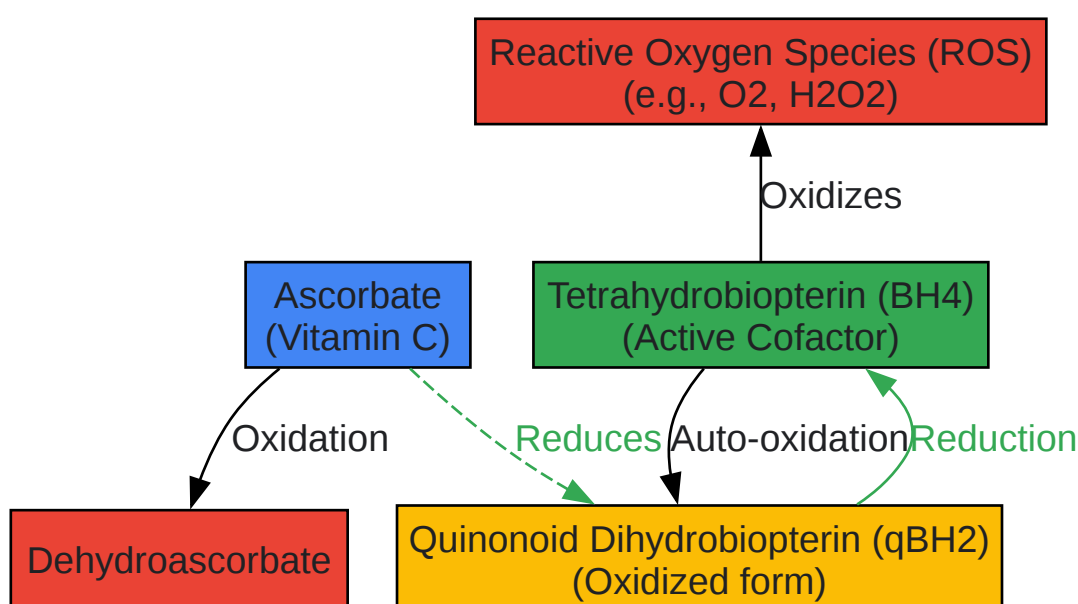 Reactive Oxygen Species (ROS)
(e.g., O2, H2O2)
Oxidizes
Ascorbate
(Vitamin C)
Tetrahydrobiopterin (BH4)
(Active Cofactor)
Oxidation
Reduces
Auto-oxidation
Reduction
Dehydroascorbate
Quinonoid Dihydrobiopterin (qBH2)
(Oxidized form)